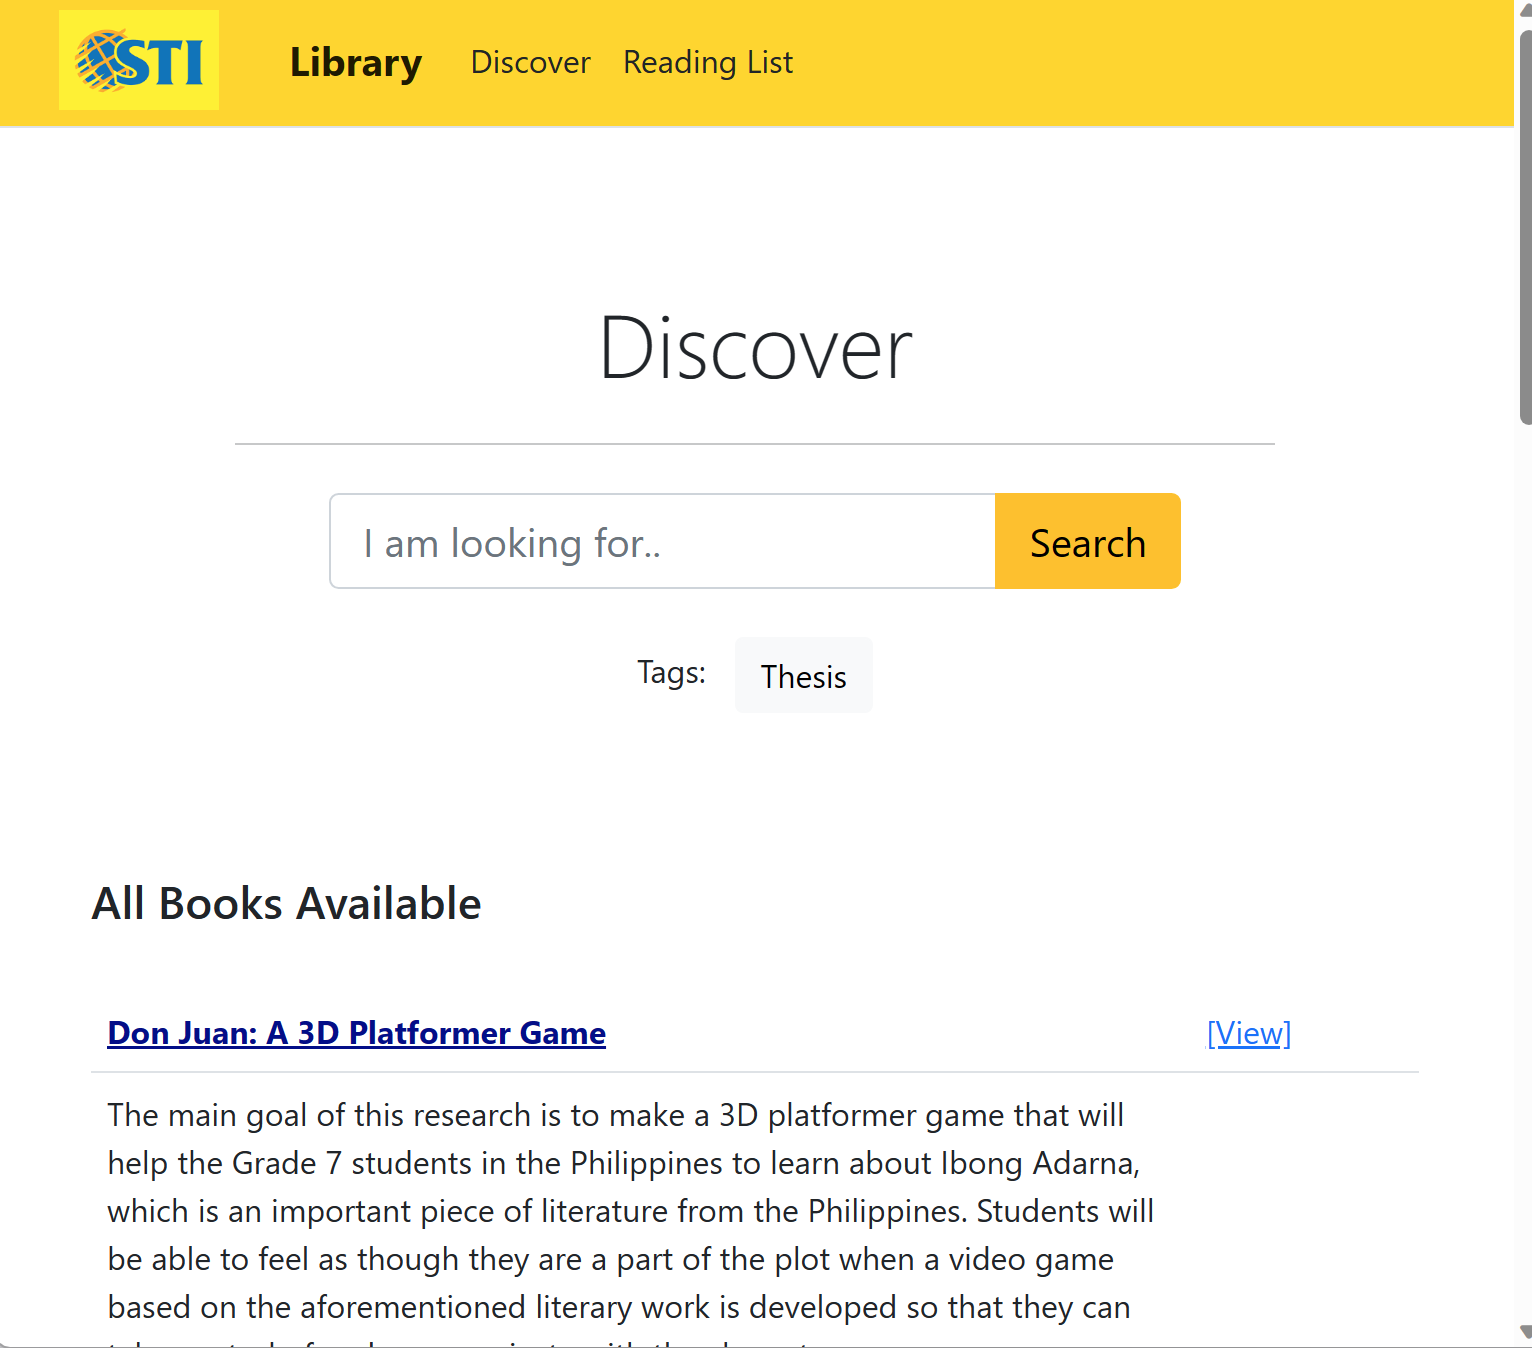 STI
Library Discover Reading List
Discover
I am looking for.. Search
Tags: Thesis
All Books Available
Don Juan: A 3D Platformer Game [View]
The main goal of this research is to make a 3D platformer game that will
help the Grade 7 students in the Philippines to learn about Ibong Adarna,
which is an important piece of literature from the Philippines. Students will
be able to feel as though they are a part of the plot when a video game
based on the aforementioned literary work is developed so that they can